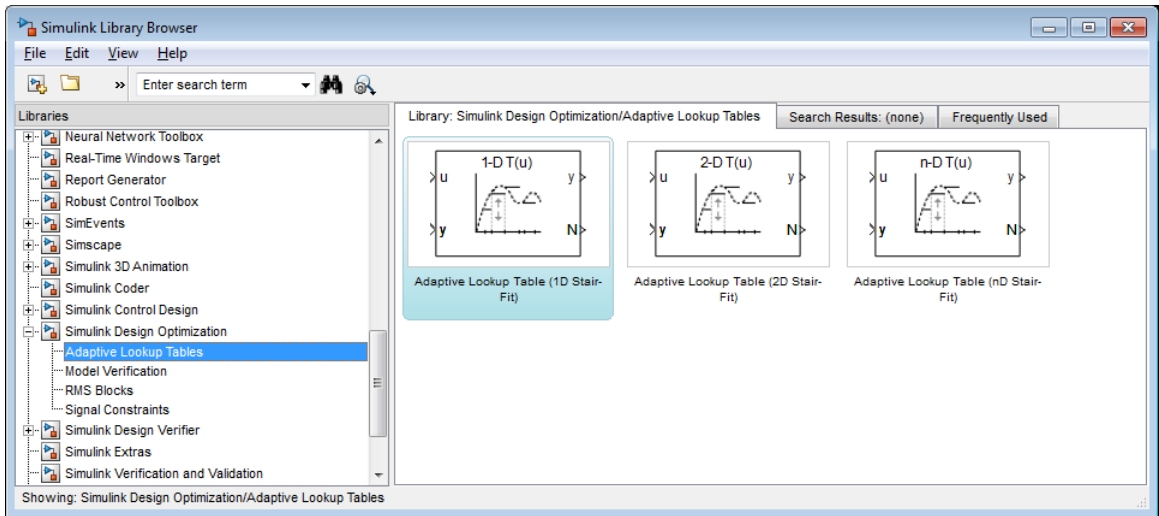 Simulink Library Browser
File Edit View Help
» Enter search term
Libraries
Neural Network Toolbox
Real-Time Windows Target
Report Generator
Robust Control Toolbox
SimEvents
Simscape
Simulink 3D Animation
Simulink Coder
Simulink Control Design
Simulink Design Optimization
Adaptive Lookup Tables
Model Verification
RMS Blocks
Signal Constraints
Simulink Design Verifier
Simulink Extras
Simulink Verification and Validation
Library: Simulink Design Optimization/Adaptive Lookup Tables
Search Results: (none)
Frequently Used
1-D T(u)
u y
y N
Adaptive Lookup Table (1D Stair-
Fit)
2-D T(u)
u y
y N
Adaptive Lookup Table (2D Stair-
Fit)
n-D T(u)
u y
y N
Adaptive Lookup Table (nD Stair-
Fit)
Showing: Simulink Design Optimization/Adaptive Lookup Tables